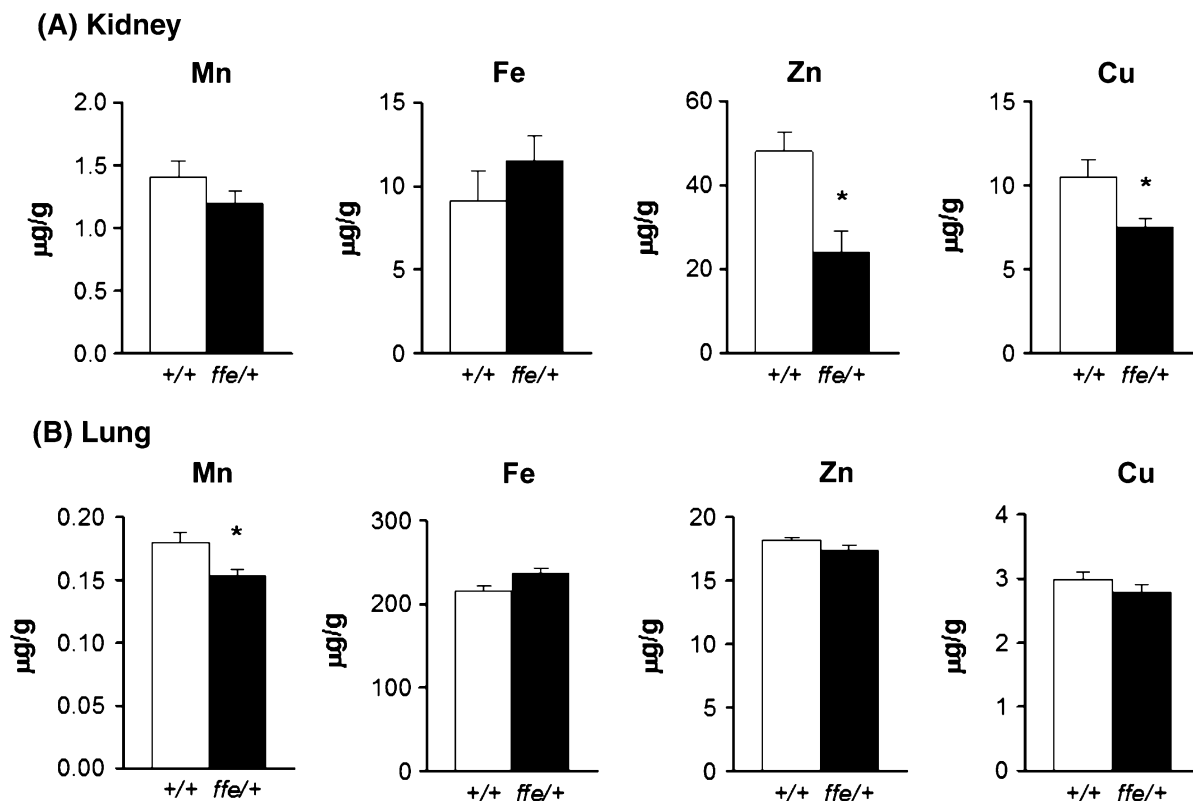 (A) Kidney
Mn Fe Zn Cu
2.0 15 60 15
1.5 10 40 10
1.0 5 20 5
0.5 0 0 0
0.0
µg/g µg/g µg/g µg/g
* *
+/+ ffe/+ +/+ ffe/+ +/+ ffe/+ +/+ ffe/+
(B) Lung
Mn Fe Zn Cu
0.20 300 20 4
0.15 200 15 3
0.10 100 10 2
0.05 0 5 1
0.00 0 0
µg/g µg/g µg/g µg/g
*
+/+ ffe/+ +/+ ffe/+ +/+ ffe/+ +/+ ffe/+